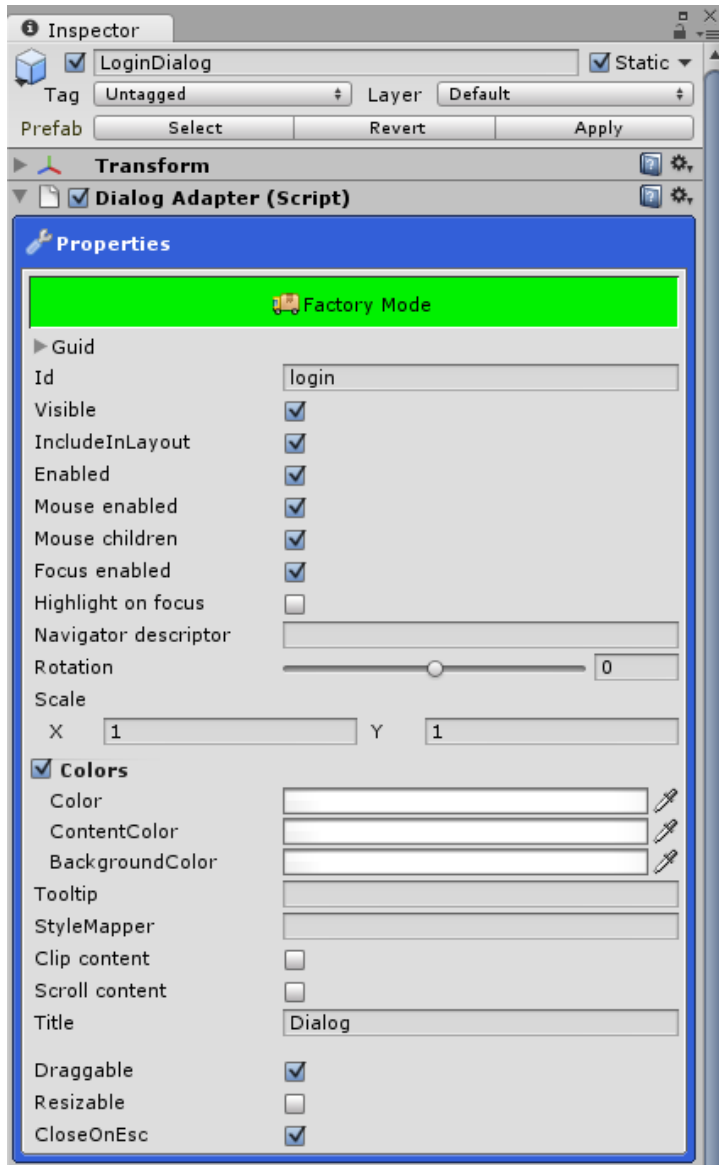 Inspector
LoginDialog Static
Tag Untagged Layer Default
Prefab Select Revert Apply
Transform
Dialog Adapter (Script)
Properties
Factory Mode
Guid
Id login
Visible
IncludeInLayout
Enabled
Mouse enabled
Mouse children
Focus enabled
Highlight on focus
Navigator descriptor
Rotation 0
Scale
X 1 Y 1
Colors
Color
ContentColor
BackgroundColor
Tooltip
StyleMapper
Clip content
Scroll content
Title Dialog
Draggable
Resizable
CloseOnEsc